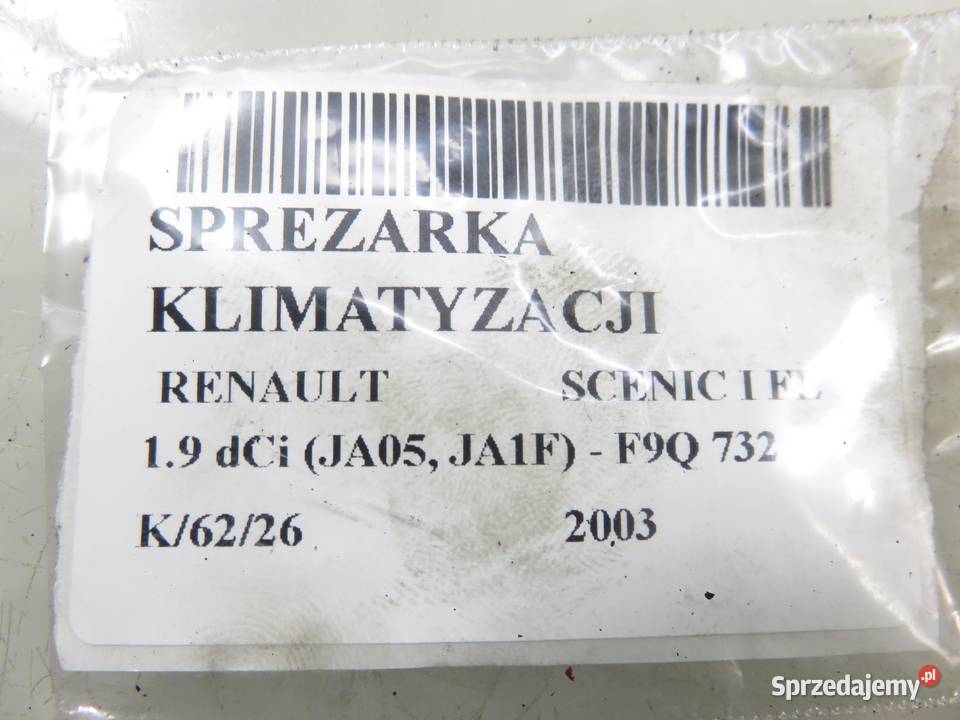 SPREZARKA
KLIMATYZACJI
RENAULT SCENIC I FL
1.9 dCi (JA05, JA1F) - F9Q 732
K/62/26 2003
Sprzedajemy.pl